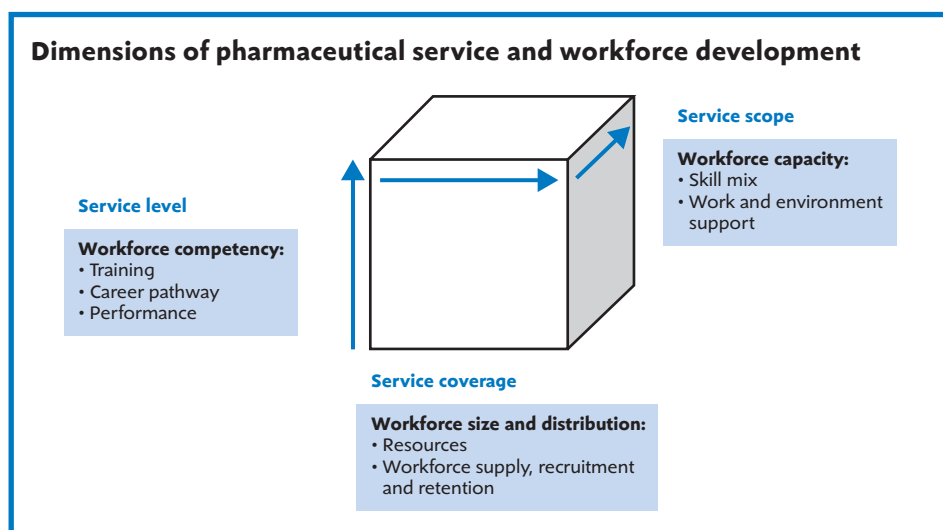 Dimensions of pharmaceutical service and workforce development
Service level
Workforce competency:
• Training
• Career pathway
• Performance
Service scope
Workforce capacity:
• Skill mix
• Work and environment
support
Service coverage
Workforce size and distribution:
• Resources
• Workforce supply, recruitment
and retention